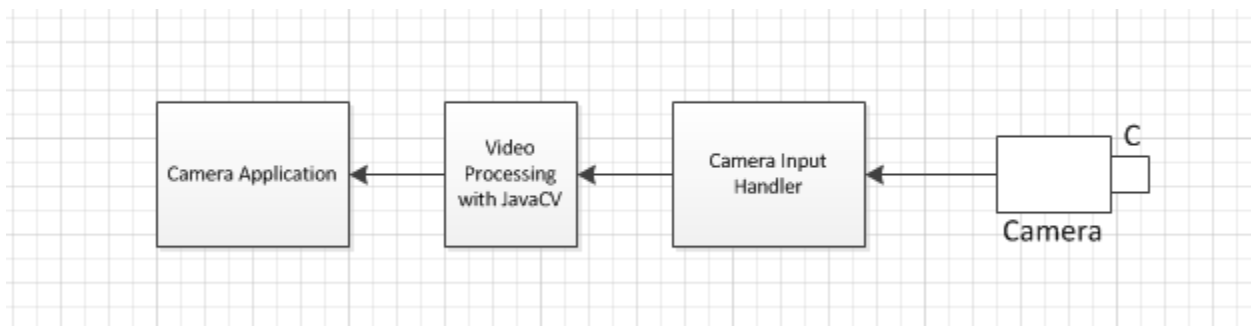 Camera Application
Video
Processing
with JavaCV
Camera Input
Handler
C
Camera